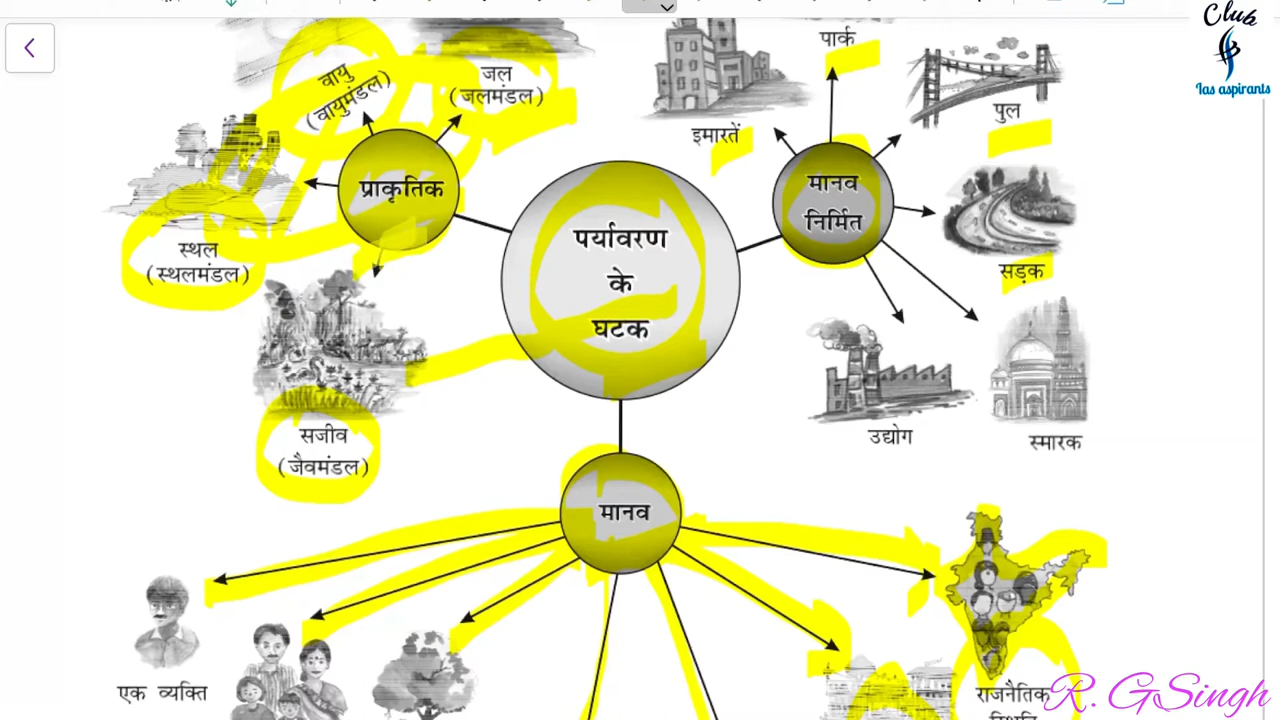 Club
Ias aspirants
वायु
(वायुमंडल)
जल
(जलमंडल)
पार्क
पुल
इमारतें
प्राकृतिक
मानव
निर्मित
स्थल
(स्थलमंडल)
पर्यावरण
के
घटक
सड़क
सजीव
(जैवमंडल)
उद्योग
स्मारक
मानव
एक व्यक्ति
राजनैतिक
R. GSingh